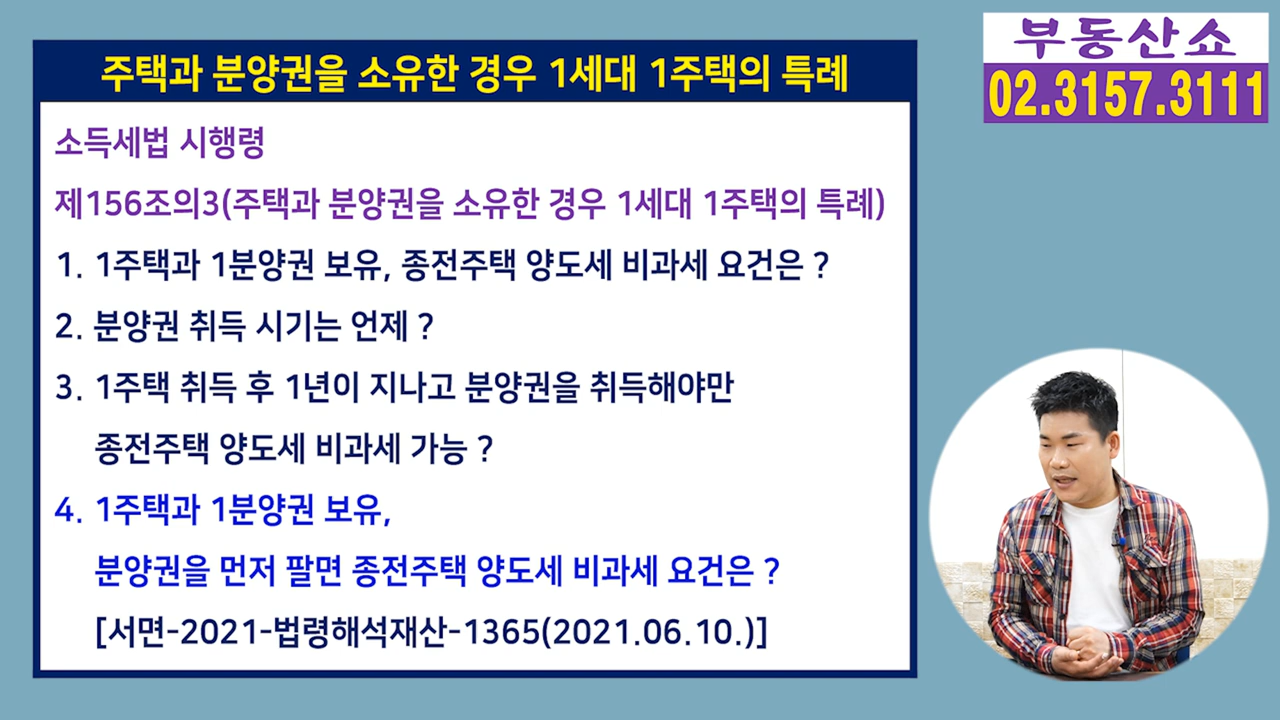 주택과 분양권을 소유한 경우 1세대 1주택의 특례
소득세법 시행령
제156조의3(주택과 분양권을 소유한 경우 1세대 1주택의 특례)
1. 1주택과 1분양권 보유, 종전주택 양도세 비과세 요건은 ?
2. 분양권 취득 시기는 언제 ?
3. 1주택 취득 후 1년이 지나고 분양권을 취득해야만
종전주택 양도세 비과세 가능 ?
4. 1주택과 1분양권 보유,
분양권을 먼저 팔면 종전주택 양도세 비과세 요건은 ?
[서면-2021-법령해석재산-1365(2021.06.10.)]
부동산쇼
02.3157.3111